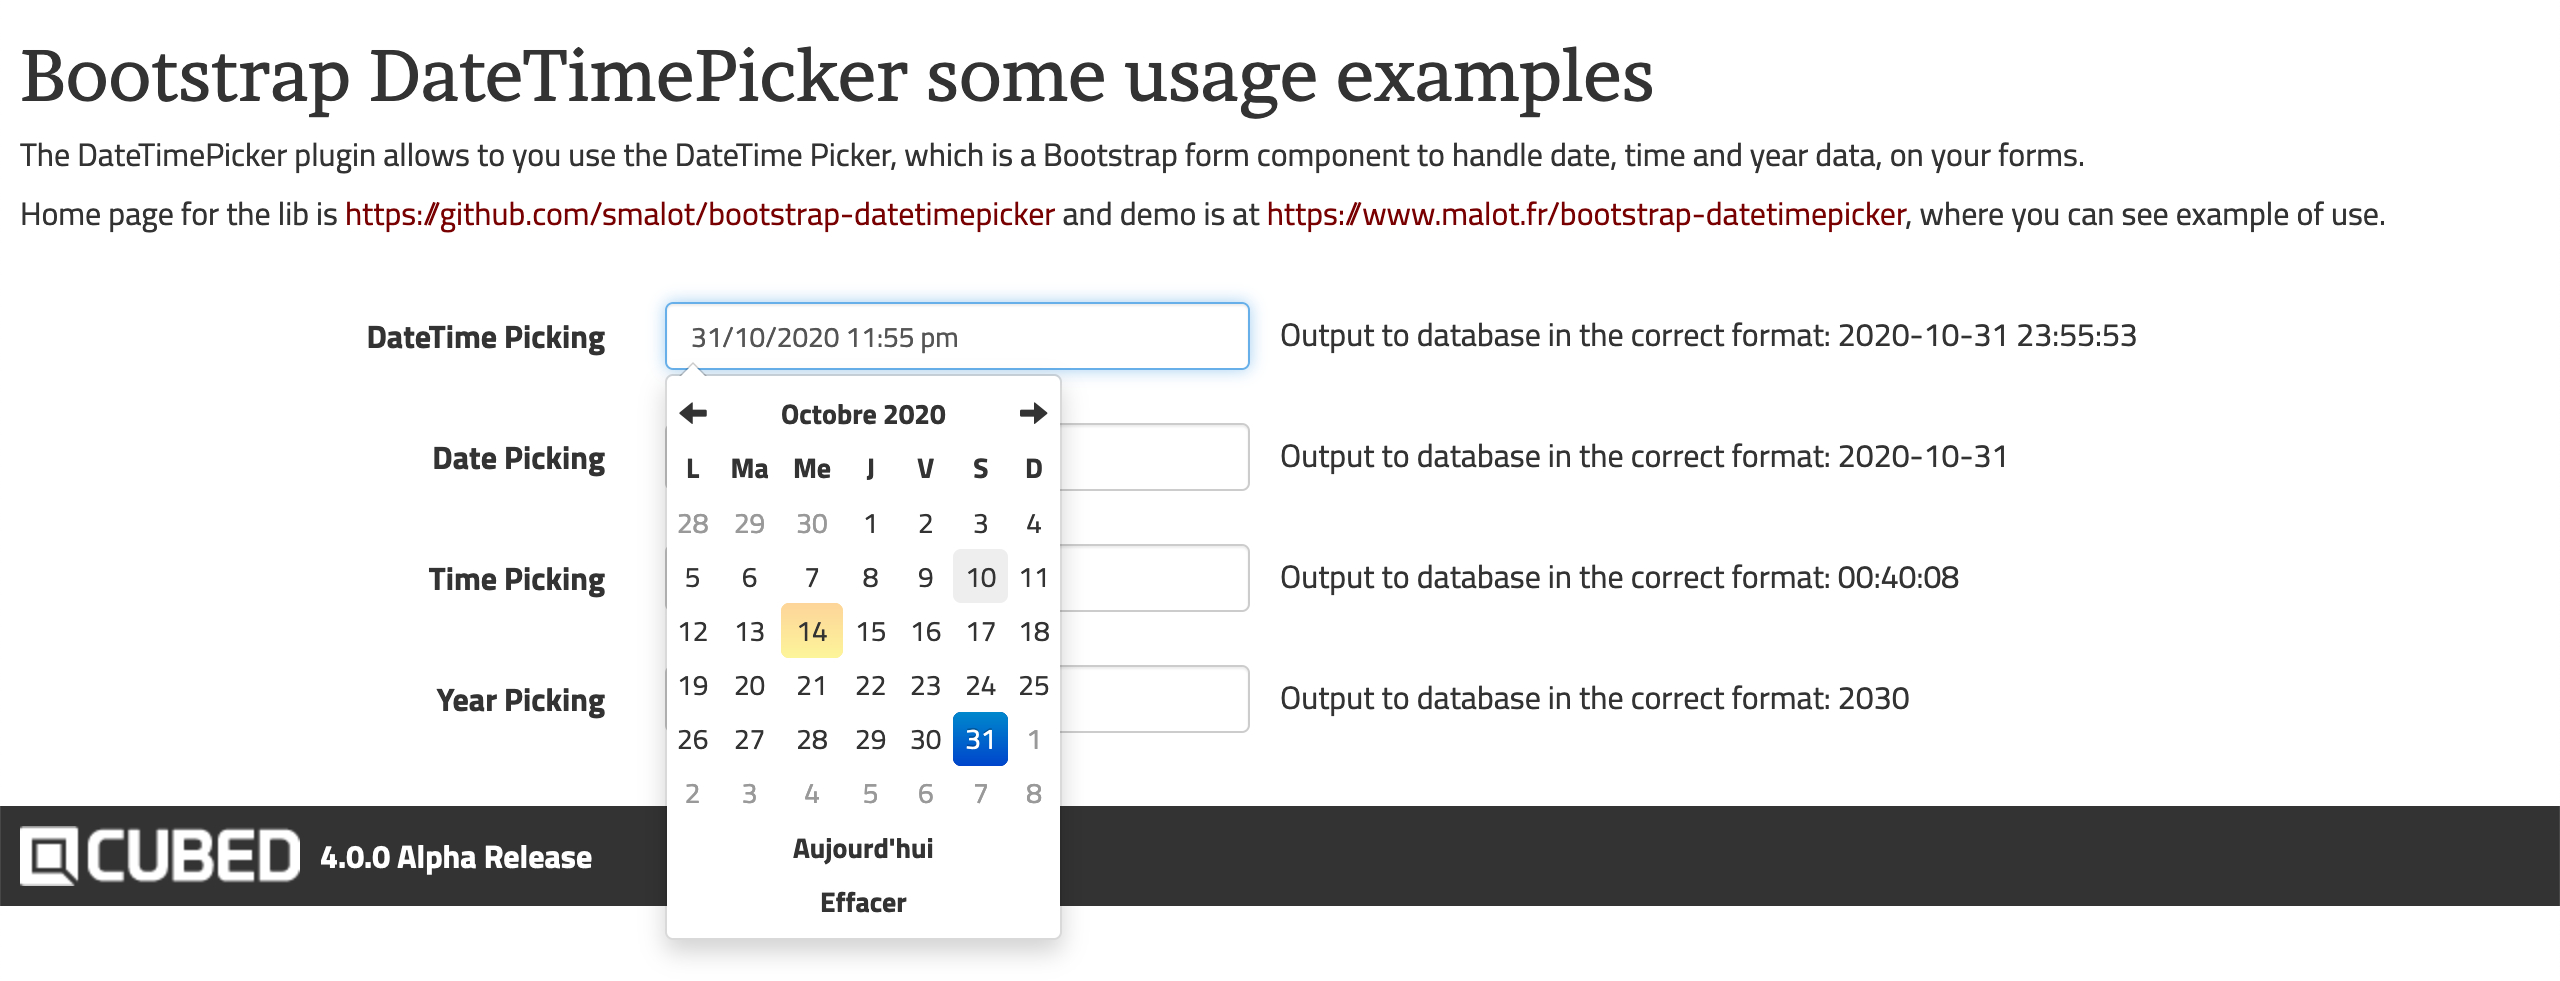 Bootstrap DateTimePicker some usage examples
The DateTimePicker plugin allows to you use the DateTime Picker, which is a Bootstrap form component to handle date, time and year data, on your forms.
Home page for the lib is https://github.com/smalot/bootstrap-datetimepicker and demo is at https://www.malot.fr/bootstrap-datetimepicker, where you can see example of use.
DateTime Picking 31/10/2020 11:55 pm Output to database in the correct format: 2020-10-31 23:55:53
Date Picking Output to database in the correct format: 2020-10-31
Time Picking Output to database in the correct format: 00:40:08
Year Picking Output to database in the correct format: 2030
Octobre 2020
L Ma Me J V S D
28 29 30 1 2 3 4
5 6 7 8 9 10 11
12 13 14 15 16 17 18
19 20 21 22 23 24 25
26 27 28 29 30 31 1
2 3 4 5 6 7 8
Aujourd'hui
Effacer
QCUBED 4.0.0 Alpha Release